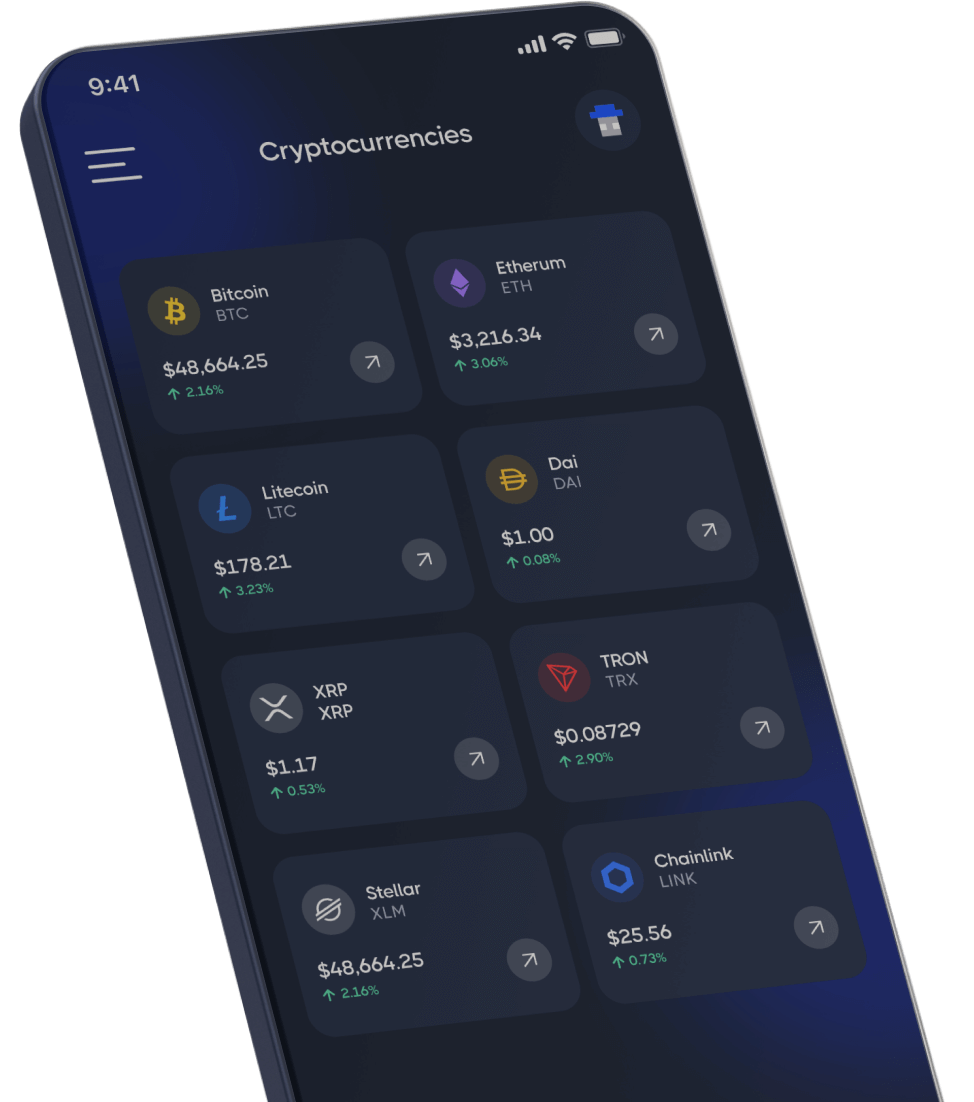 9:41
Cryptocurrencies
Bitcoin
BTC
$48,664.25
2.16%
Etherum
ETH
$3,216.34
3.06%
Litecoin
LTC
$178.21
3.23%
Dai
DAI
$1.00
0.08%
XRP
XRP
$1.17
0.53%
TRON
TRX
$0.08729
2.90%
Stellar
XLM
$48,664.25
2.16%
Chainlink
LINK
$25.56
0.73%